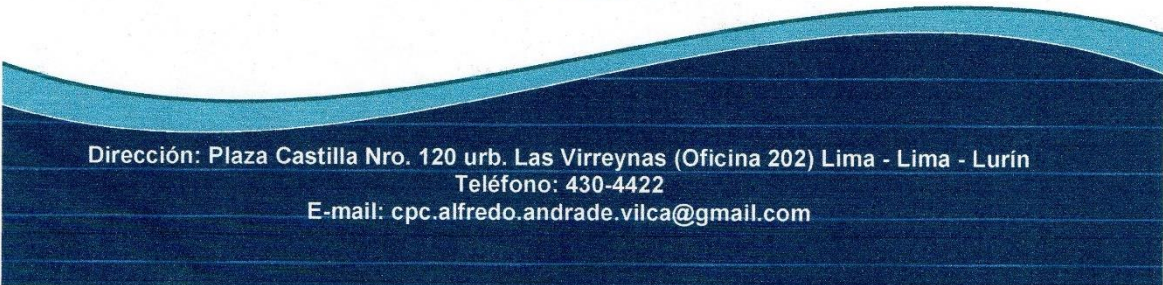 Dirección: Plaza Castilla Nro. 120 urb. Las Virreynas (Oficina 202) Lima - Lima - Lurín
Teléfono: 430-4422
E-mail: cpc.alfredo.andrade.vilca@gmail.com